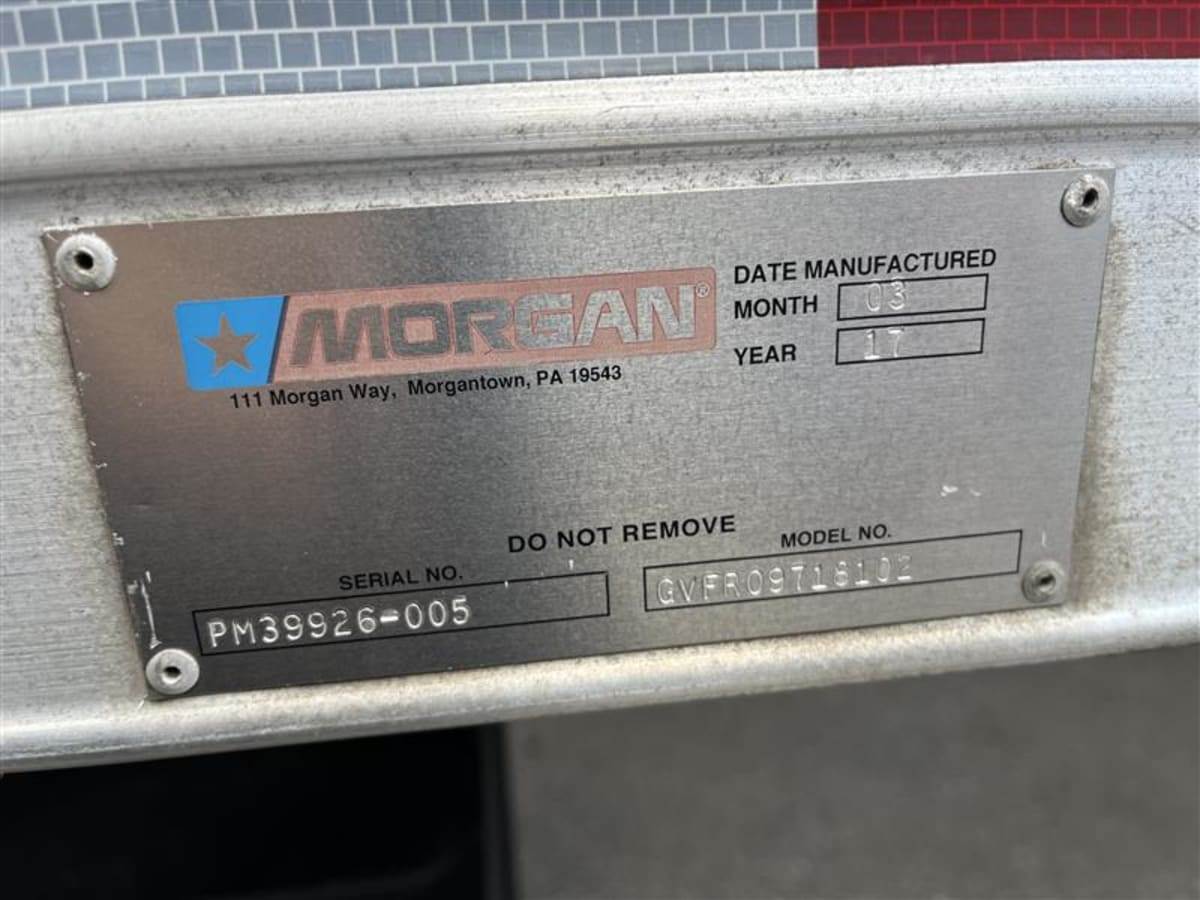 MORGAN®
111 Morgan Way, Morgantown, PA 19543
DATE MANUFACTURED
MONTH 03
YEAR 17
DO NOT REMOVE
SERIAL NO.
PM39926-005
MODEL NO.
GVFR09718102